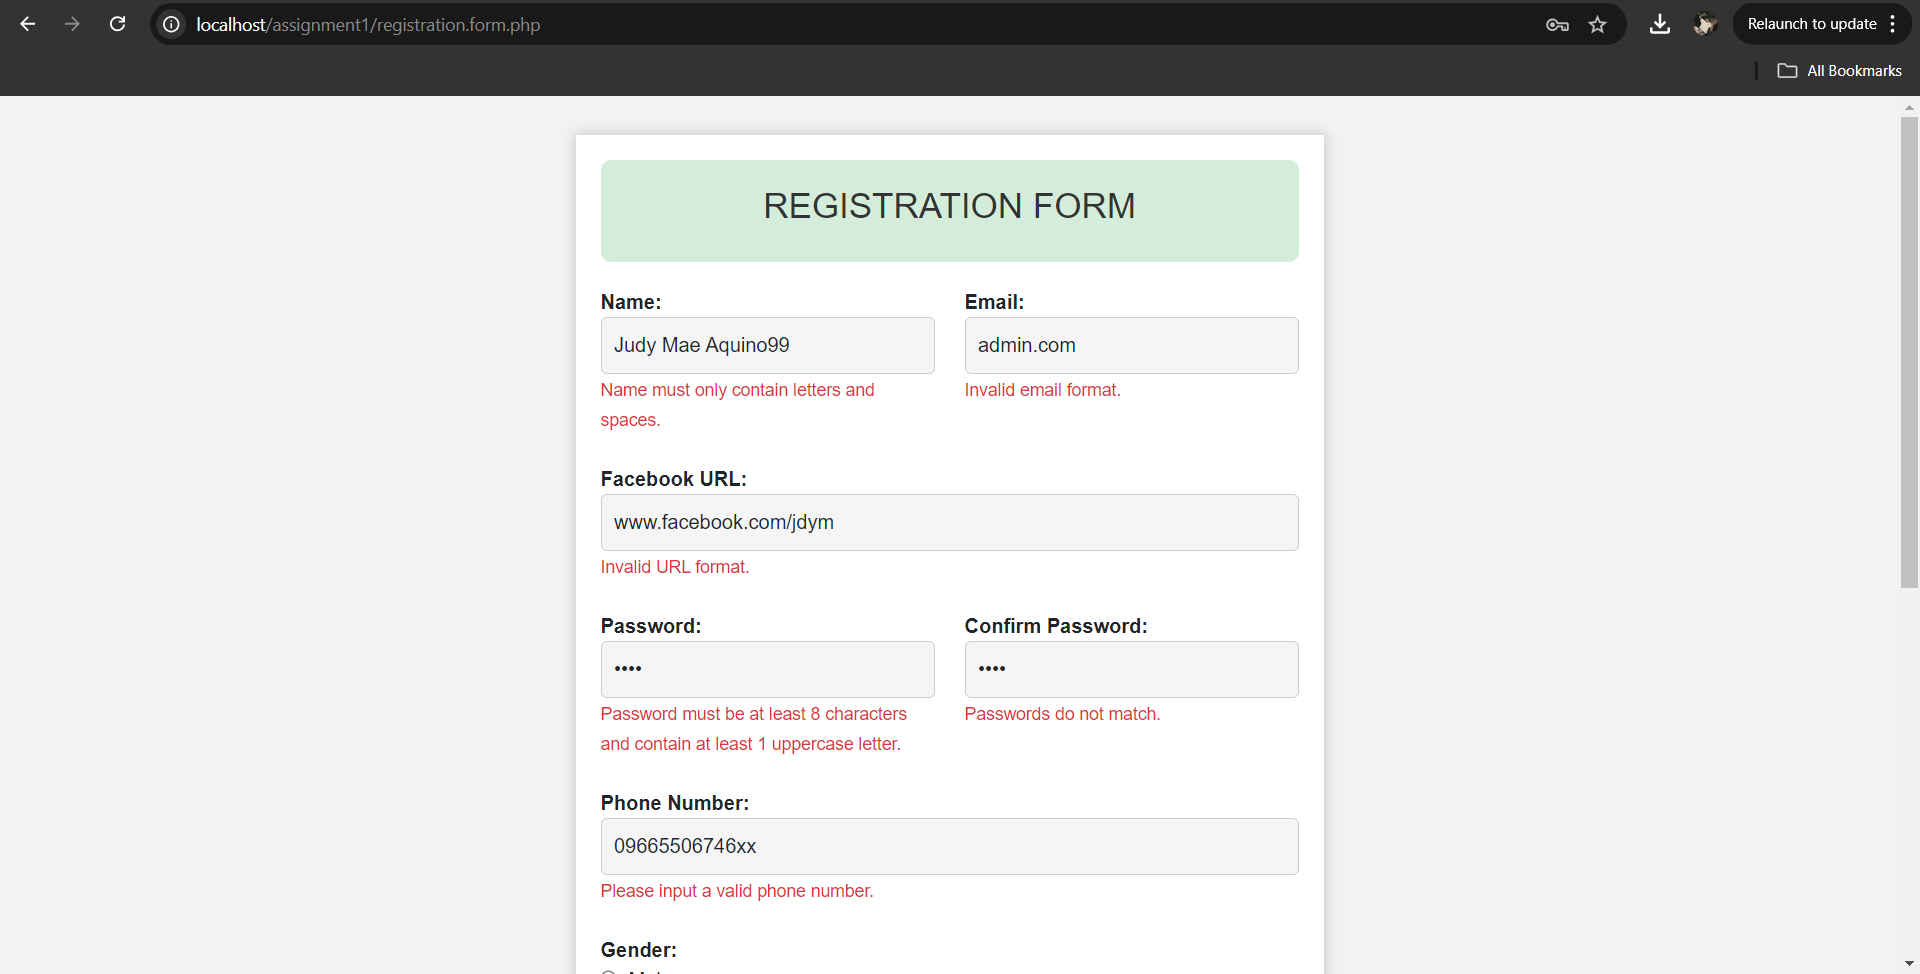 localhost/assignment1/registration.form.php
Relaunch to update
All Bookmarks
REGISTRATION FORM
Name:
Email:
Judy Mae Aquino99
admin.com
Name must only contain letters and
spaces.
Invalid email format.
Facebook URL:
www.facebook.com/jdym
Invalid URL format.
Password:
Confirm Password:
••••
••••
Password must be at least 8 characters
and contain at least 1 uppercase letter.
Passwords do not match.
Phone Number:
09665506746xx
Please input a valid phone number.
Gender: